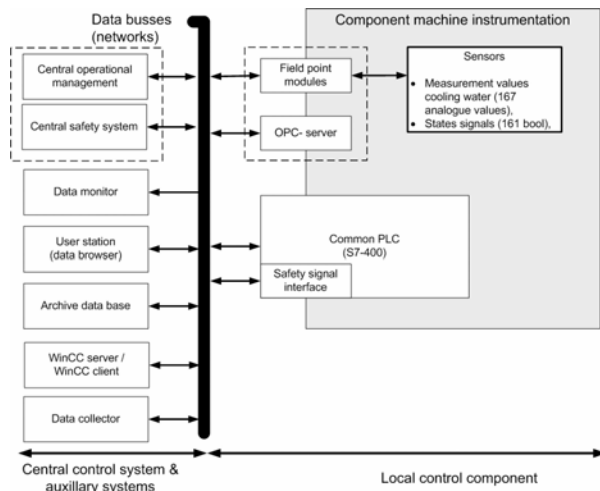 Data busses
(networks)
Component machine instrumentation
Central operational
management
Central safety system
Field point
modules
OPC- server
Sensors
• Measurement values
cooling water (167
analogue values),
• States signals (161 bool),
Data monitor
User station
(data browser)
Archive data base
WinCC server /
WinCC client
Data collector
Common PLC
(S7-400)
Safety signal
interface
Central control system &
auxillary systems
Local control component